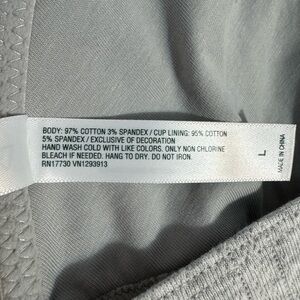 BODY: 97% COTTON 3% SPANDEX / CUP LINING: 95% COTTON
5% SPANDEX / EXCLUSIVE OF DECORATION
HAND WASH COLD WITH LIKE COLORS. ONLY NON CHLORINE
BLEACH IF NEEDED. HANG TO DRY. DO NOT IRON.
RN17730 VN1293913
L
MADE IN CHINA